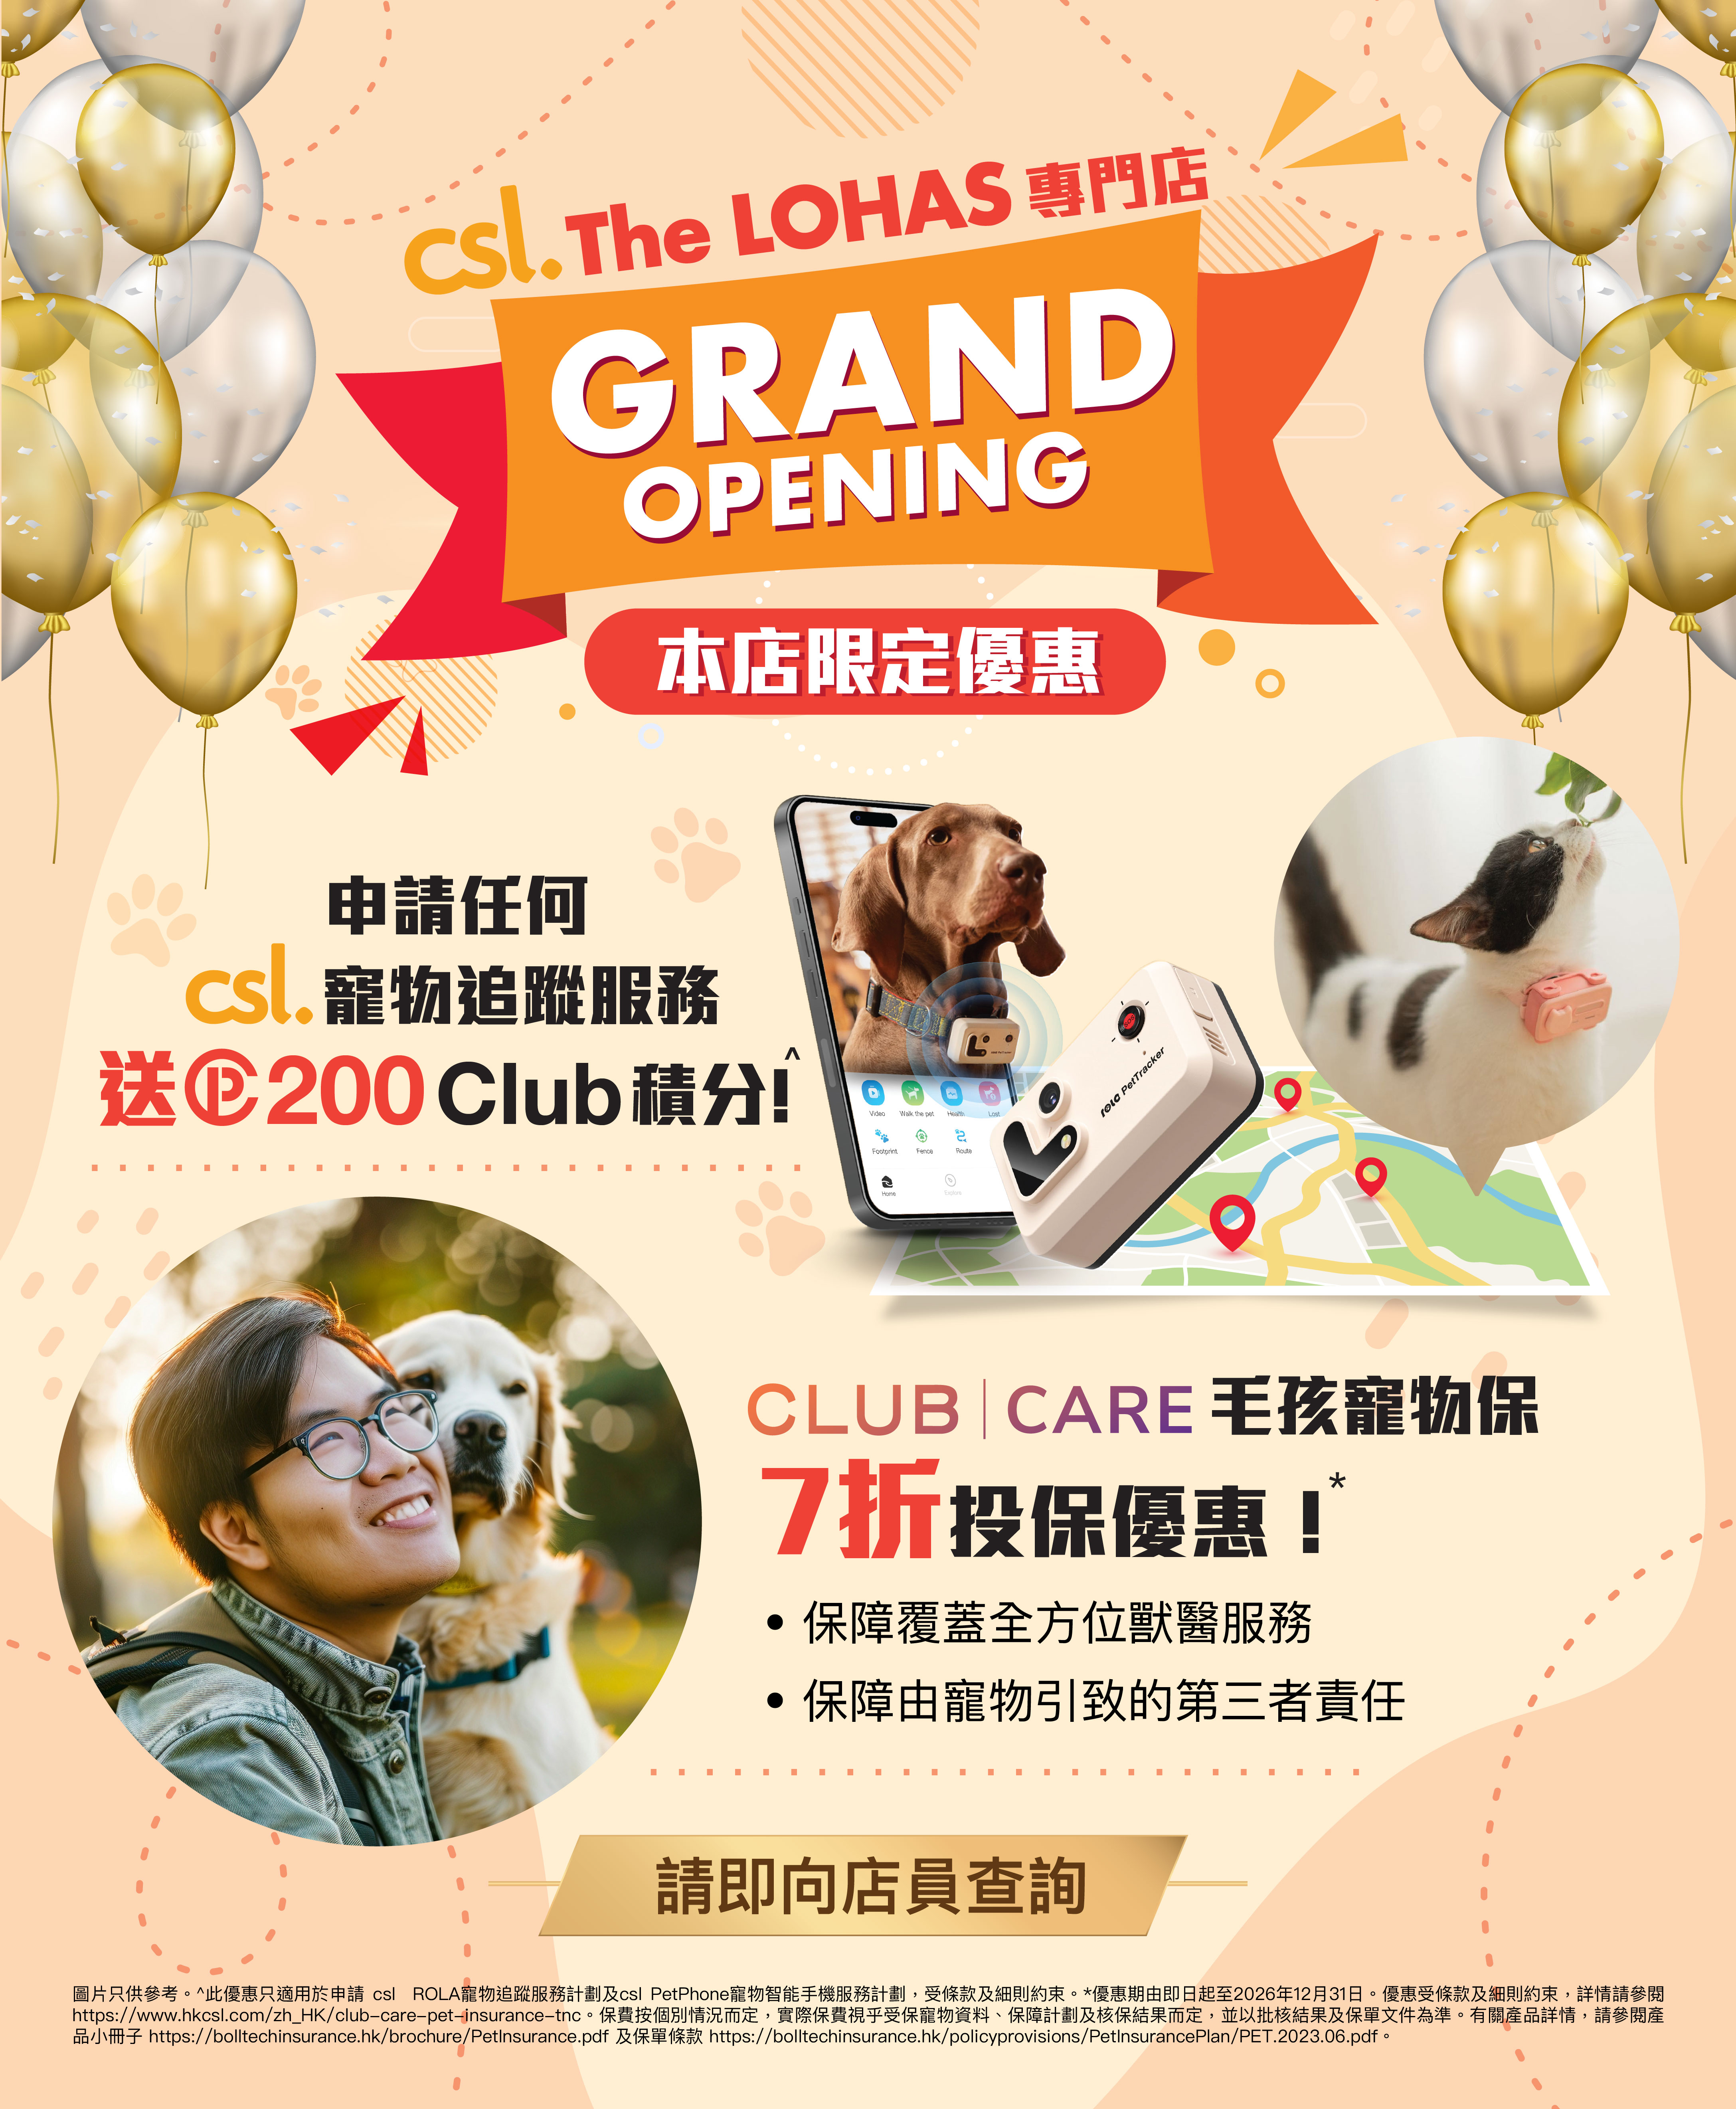 csl. The LOHAS 專門店
GRAND
OPENING
本店限定優惠
申請任何
csl. 寵物追蹤服務
送 200 Club 積分!^
Video Walk the pet Health Lost
Footprint Fence Route
Home Explore
rola PetTracker
CLUB | CARE 毛孩寵物保
7折投保優惠！*
• 保障覆蓋全方位獸醫服務
• 保障由寵物引致的第三者責任
請即向店員查詢
圖片只供參考。^此優惠只適用於申請 csl ROLA寵物追蹤服務計劃及csl PetPhone寵物智能手機服務計劃，受條款及細則約束。*優惠期由即日起至2026年12月31日。優惠受條款及細則約束，詳情請參閱
https://www.hkcsl.com/zh_HK/club-care-pet-insurance-tnc。保費按個別情況而定，實際保費視乎受保寵物資料、保障計劃及核保結果而定，並以批核結果及保單文件為準。有關產品詳情，請參閱產
品小冊子 https://bolltechinsurance.hk/brochure/PetInsurance.pdf 及保單條款 https://bolltechinsurance.hk/policyprovisions/PetInsurancePlan/PET.2023.06.pdf。